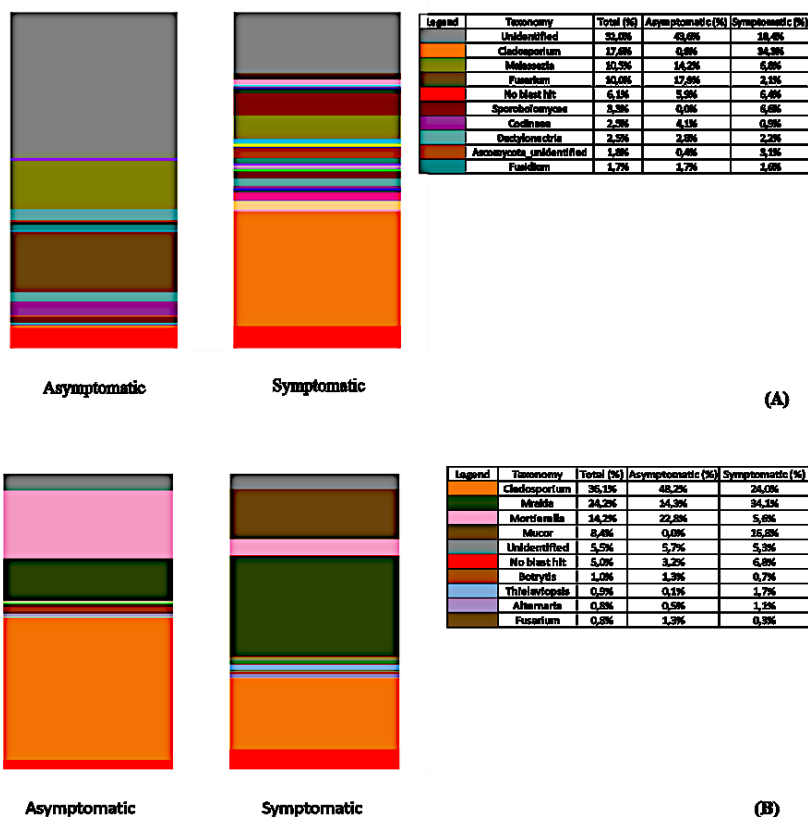 Legend Taxonomy Total (%) Asymptomatic (%) Symptomatic (%)
Unidentified 31,0% 43,6% 18,4%
Cladosporium 17,6% 0,8% 34,3%
Malassezia 10,5% 14,2% 6,8%
Fusarium 10,0% 17,9% 2,1%
No blast hit 6,1% 5,9% 6,4%
Sporobolomyces 3,3% 0,0% 6,6%
Codinaea 2,5% 4,1% 0,9%
Dactylonectria 2,5% 2,8% 2,2%
Ascomycota_unidentified 1,8% 0,4% 3,1%
Fusidium 1,7% 1,7% 1,6%
Asymptomatic Symptomatic
(A)
Legend Taxonomy Total (%) Asymptomatic (%) Symptomatic (%)
Cladosporium 36,1% 48,2% 24,0%
Mrakia 24,2% 14,3% 34,1%
Mortierella 14,2% 22,8% 5,6%
Mucor 8,4% 0,0% 16,8%
Unidentified 5,5% 5,7% 5,3%
No blast hit 5,0% 3,2% 6,8%
Botrytis 1,0% 1,3% 0,7%
Thielaviopsis 0,9% 0,1% 1,7%
Alternaria 0,8% 0,5% 1,1%
Fusarium 0,8% 1,3% 0,3%
Asymptomatic Symptomatic
(B)